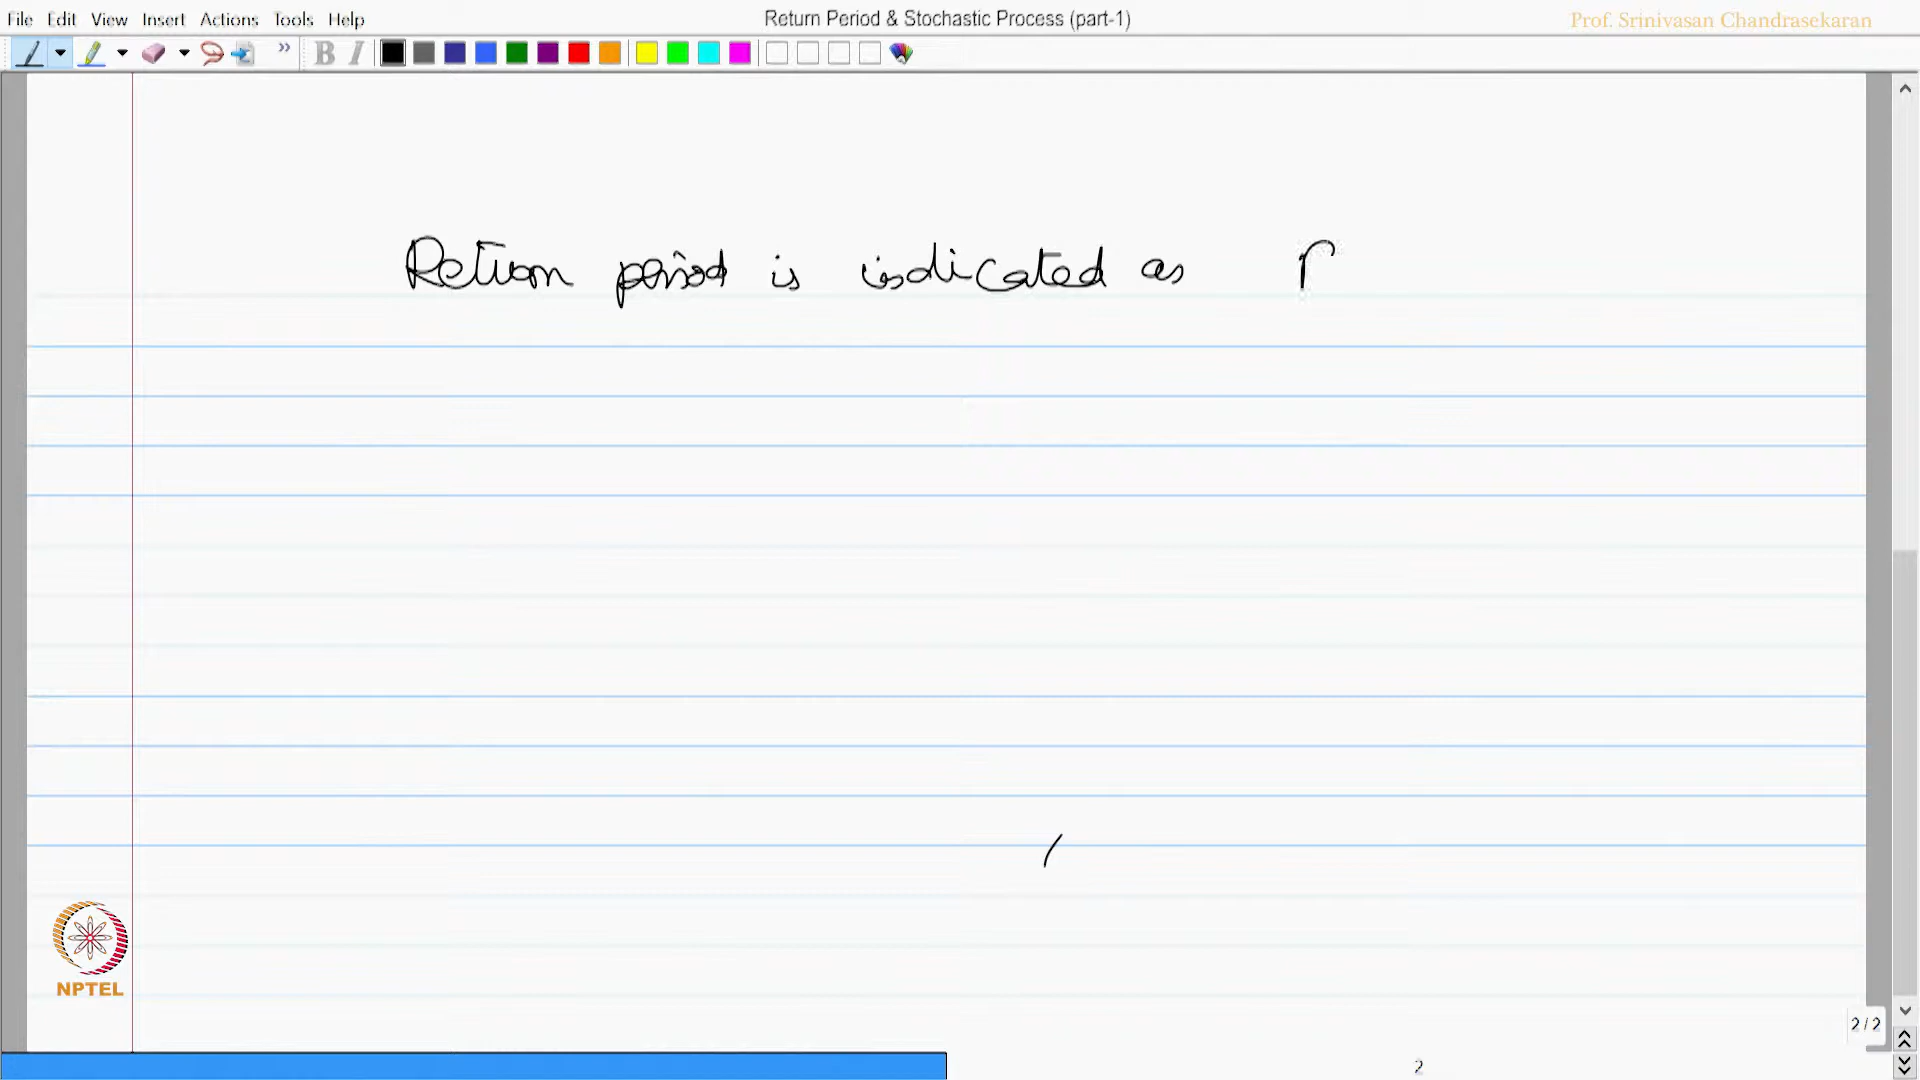 File Edit View Insert Actions Tools Help
Return Period & Stochastic Process (part-1)
Prof. Srinivasan Chandrasekaran
B I
Return period is indicated as
NPTEL
2 / 2
2